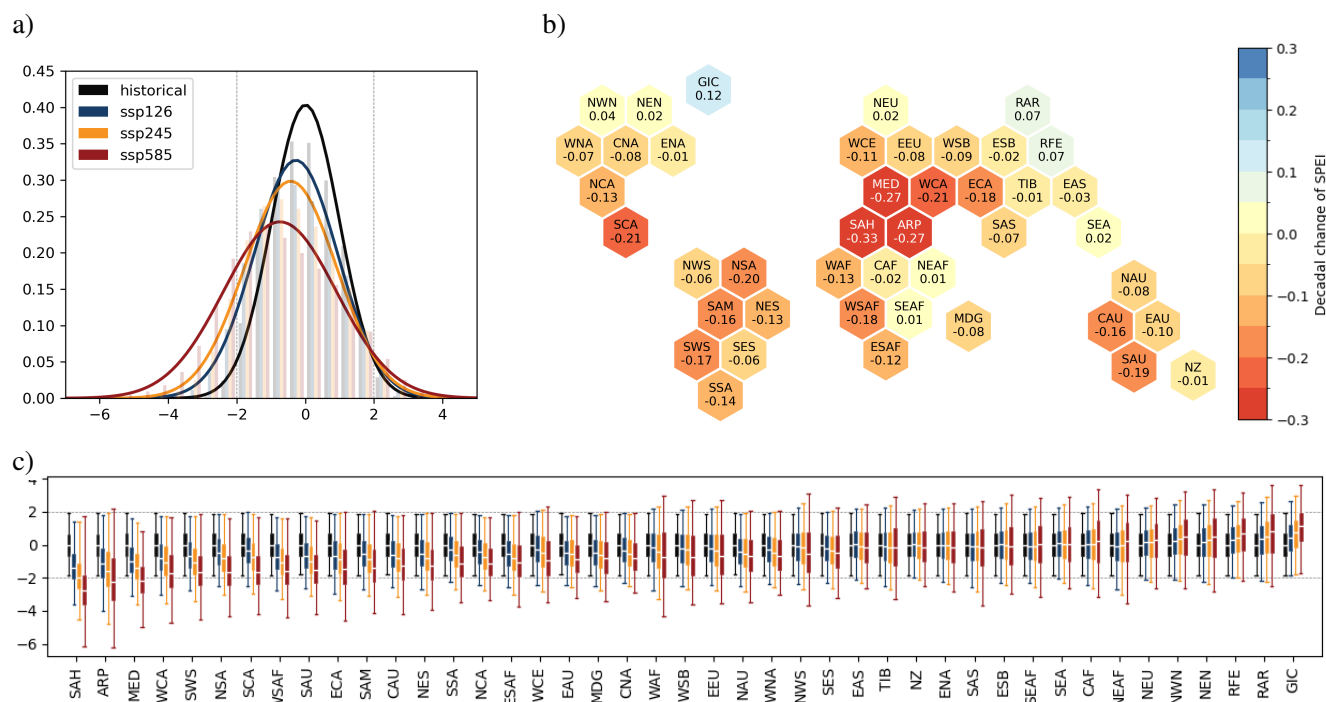 a)
b)
0.45
0.40
0.35
0.30
0.25
0.20
0.15
0.10
0.05
0.00
historical
ssp126
ssp245
ssp585
−6 −4 −2 0 2 4
GIC
0.12
NWN
0.04
NEN
0.02
NEU
0.02
RAR
0.07
WNA
-0.07
CNA
-0.08
ENA
-0.01
WCE
-0.11
EEU
-0.08
WSB
-0.09
ESB
-0.02
RFE
0.07
NCA
-0.13
MED
-0.27
WCA
-0.21
ECA
-0.18
TIB
-0.01
EAS
-0.03
SCA
-0.21
SAH
-0.33
ARP
-0.27
SAS
-0.07
SEA
0.02
NWS
-0.06
NSA
-0.20
WAF
-0.13
CAF
-0.02
NEAF
0.01
NAU
-0.08
SAM
-0.16
NES
-0.13
WSAF
-0.18
SEAF
0.01
MDG
-0.08
CAU
-0.16
EAU
-0.10
SWS
-0.17
SES
-0.06
ESAF
-0.12
SAU
-0.19
NZ
-0.01
SSA
-0.14
0.3
0.2
0.1
0.0
−0.1
−0.2
−0.3
Decadal change of SPEI
c)
2
0
−2
−4
−6
SAH
ARP
MED
WCA
SWS
NSA
SCA
WSAF
SAU
ECA
SAM
CAU
NES
SSA
NCA
ESAF
WCE
EAU
MDG
CNA
WAF
WSB
EEU
NAU
WNA
NWS
SES
EAS
TIB
NZ
ENA
SAS
ESB
SEAF
SEA
CAF
NEAF
NEU
NWN
NEN
RFE
RAR
GIC